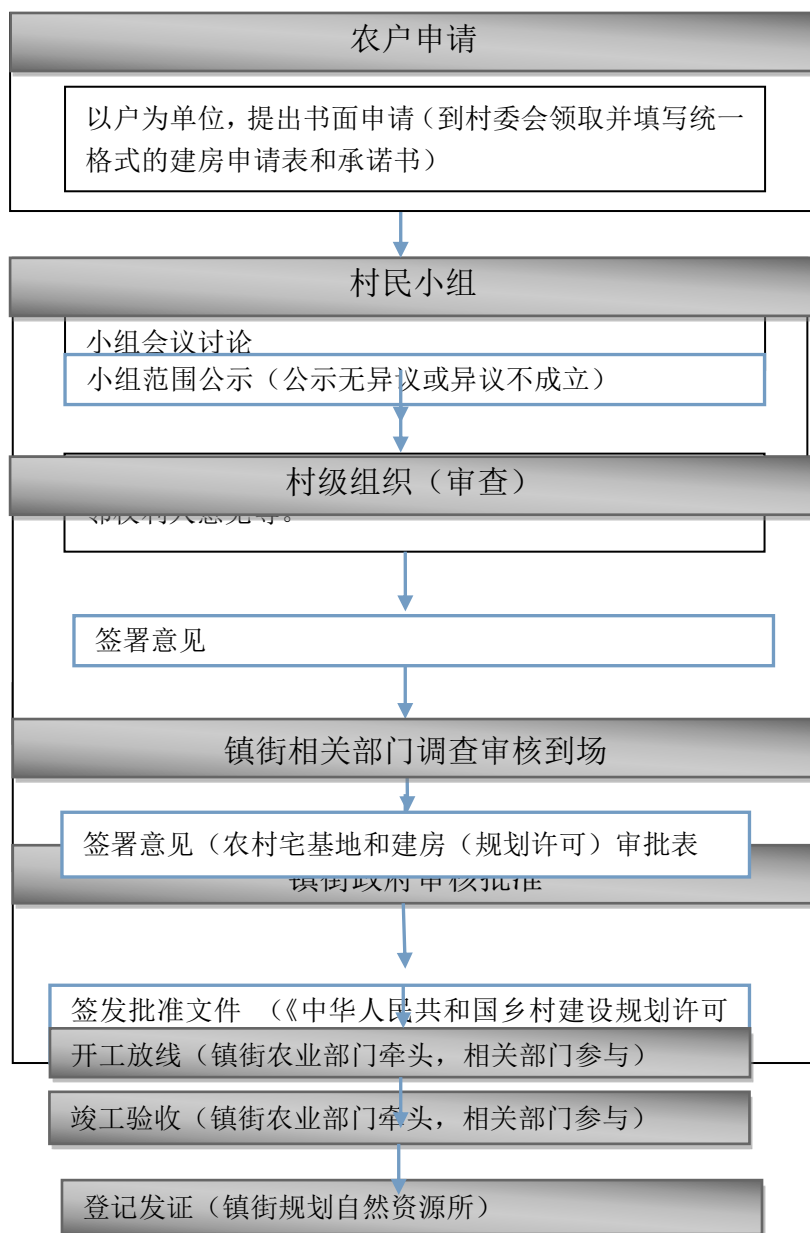 农户申请
以户为单位，提出书面申请（到村委会领取并填写统一
格式的建房申请表和承诺书）
村民小组
小组会议讨论
小组范围公示（公示无异议或异议不成立）
村级组织（审查）
签署意见
镇街相关部门调查审核到场
签署意见（农村宅基地和建房（规划许可）审批表
镇街政府审核批准
签发批准文件 （《中华人民共和国乡村建设规划许可
开工放线（镇街农业部门牵头，相关部门参与）
竣工验收（镇街农业部门牵头，相关部门参与）
登记发证（镇街规划自然资源所）